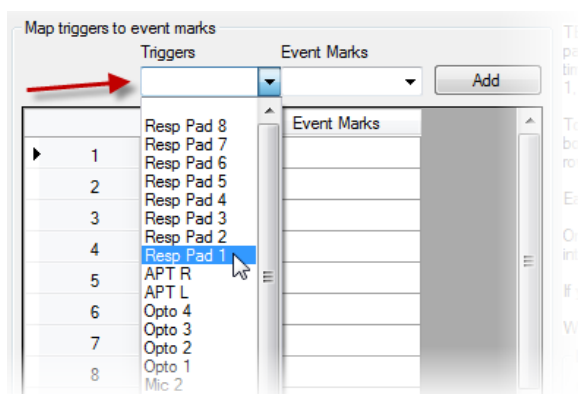 Map triggers to event marks
Triggers Event Marks
Add
Event Marks
Resp Pad 8
Resp Pad 7
Resp Pad 6
Resp Pad 5
Resp Pad 4
Resp Pad 3
Resp Pad 2
Resp Pad 1
APT R
APT L
Opto 4
Opto 3
Opto 2
Opto 1
Mic 2
1
2
3
4
5
6
7
8